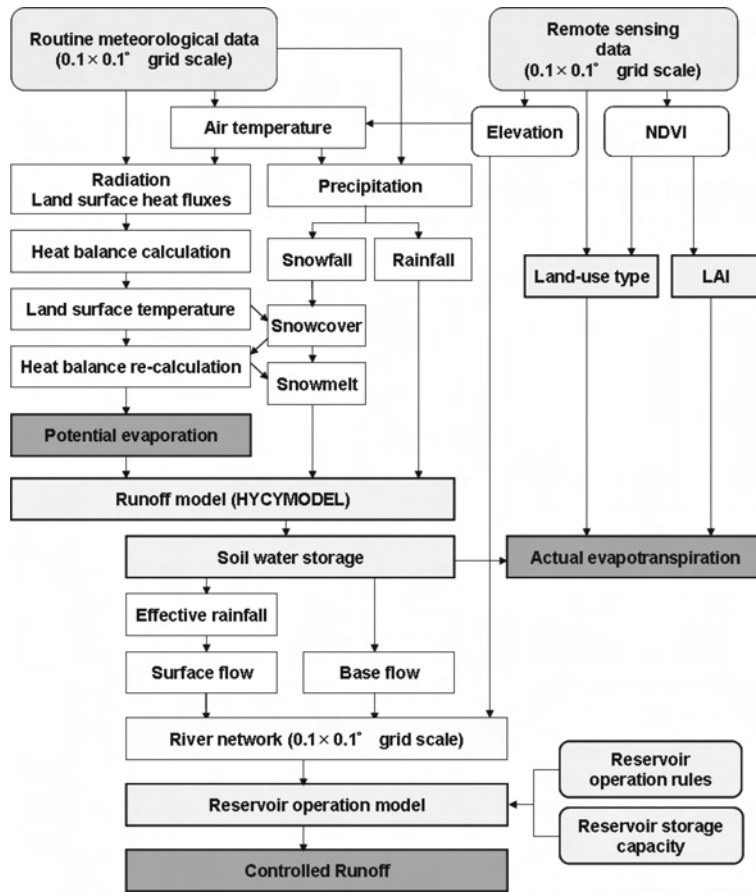 Routine meteorological data
(0.1 × 0.1° grid scale)
Remote sensing
data
(0.1 × 0.1° grid scale)
Air temperature
Elevation
NDVI
Radiation
Land surface heat fluxes
Precipitation
Heat balance calculation
Snowfall
Rainfall
Land-use type
LAI
Land surface temperature
Snowcover
Heat balance re-calculation
Snowmelt
Potential evaporation
Runoff model (HYCYMODEL)
Soil water storage
Actual evapotranspiration
Effective rainfall
Surface flow
Base flow
River network (0.1 × 0.1° grid scale)
Reservoir
operation rules
Reservoir operation model
Reservoir storage
capacity
Controlled Runoff